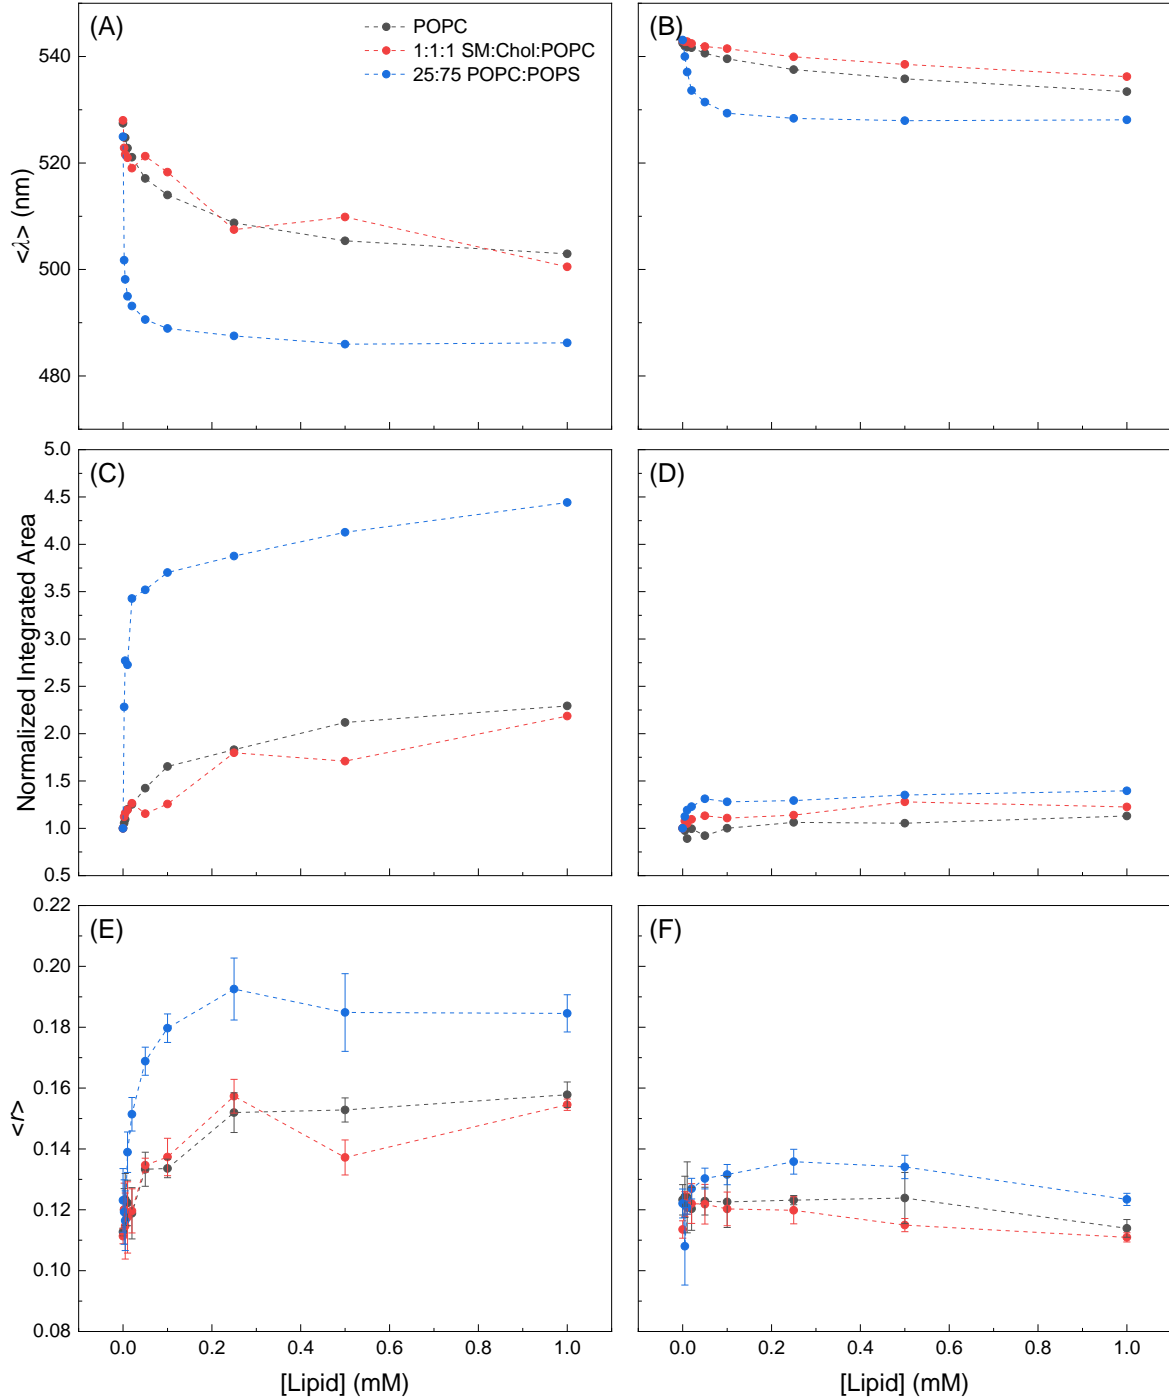 (A)
POPC
1:1:1 SM:Chol:POPC
25:75 POPC:POPS
(B)
540
520
500
480
<λ> (nm)
(C)
(D)
5.0
4.5
4.0
3.5
3.0
2.5
2.0
1.5
1.0
0.5
Normalized Integrated Area
(E)
(F)
0.22
0.20
0.18
0.16
0.14
0.12
0.10
0.08
<r>
0.0 0.2 0.4 0.6 0.8 1.0
0.0 0.2 0.4 0.6 0.8 1.0
[Lipid] (mM)
[Lipid] (mM)